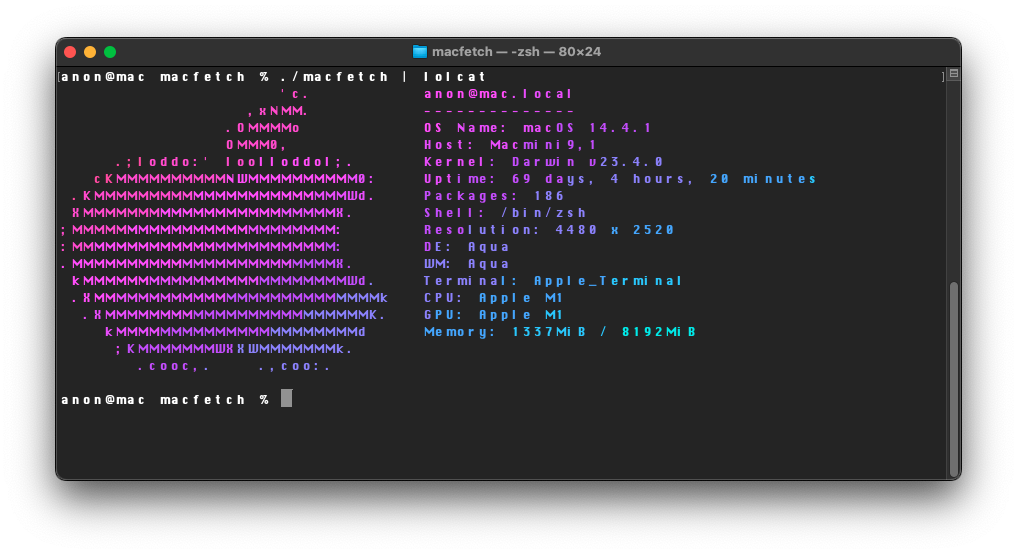 macfetch — -zsh — 80×24
anon@mac macfetch % ./macfetch | lolcat
'c. anon@mac.local
,xNMM. --------------
.OMMMMo OS Name: macOS 14.4.1
OMMM0, Host: Macmini9,1
.;loddo:' loolloddol;. Kernel: Darwin v23.4.0
cKMMMMMMMMMMNWMMMMMMMMMM0: Uptime: 69 days, 4 hours, 20 minutes
.KMMMMMMMMMMMMMMMMMMMMMMMWd. Packages: 186
XMMMMMMMMMMMMMMMMMMMMMMMX. Shell: /bin/zsh
;MMMMMMMMMMMMMMMMMMMMMMMM: Resolution: 4480 x 2520
:MMMMMMMMMMMMMMMMMMMMMMMM: DE: Aqua
.MMMMMMMMMMMMMMMMMMMMMMMMX. WM: Aqua
kMMMMMMMMMMMMMMMMMMMMMMMMWd. Terminal: Apple_Terminal
.XMMMMMMMMMMMMMMMMMMMMMMMMMMk CPU: Apple M1
.XMMMMMMMMMMMMMMMMMMMMMMMMK. GPU: Apple M1
kMMMMMMMMMMMMMMMMMMMMMMd Memory: 1337MiB / 8192MiB
;KMMMMMMMWXXWMMMMMMMk.
.cooc,. .,coo:.
anon@mac macfetch %